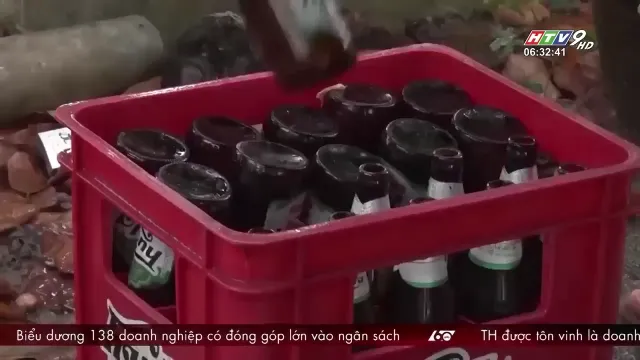 HTV9 HD
06:32:41
Biểu dương 138 doanh nghiệp có đóng góp lớn vào ngân sách 60 TH được tôn vinh là doanh